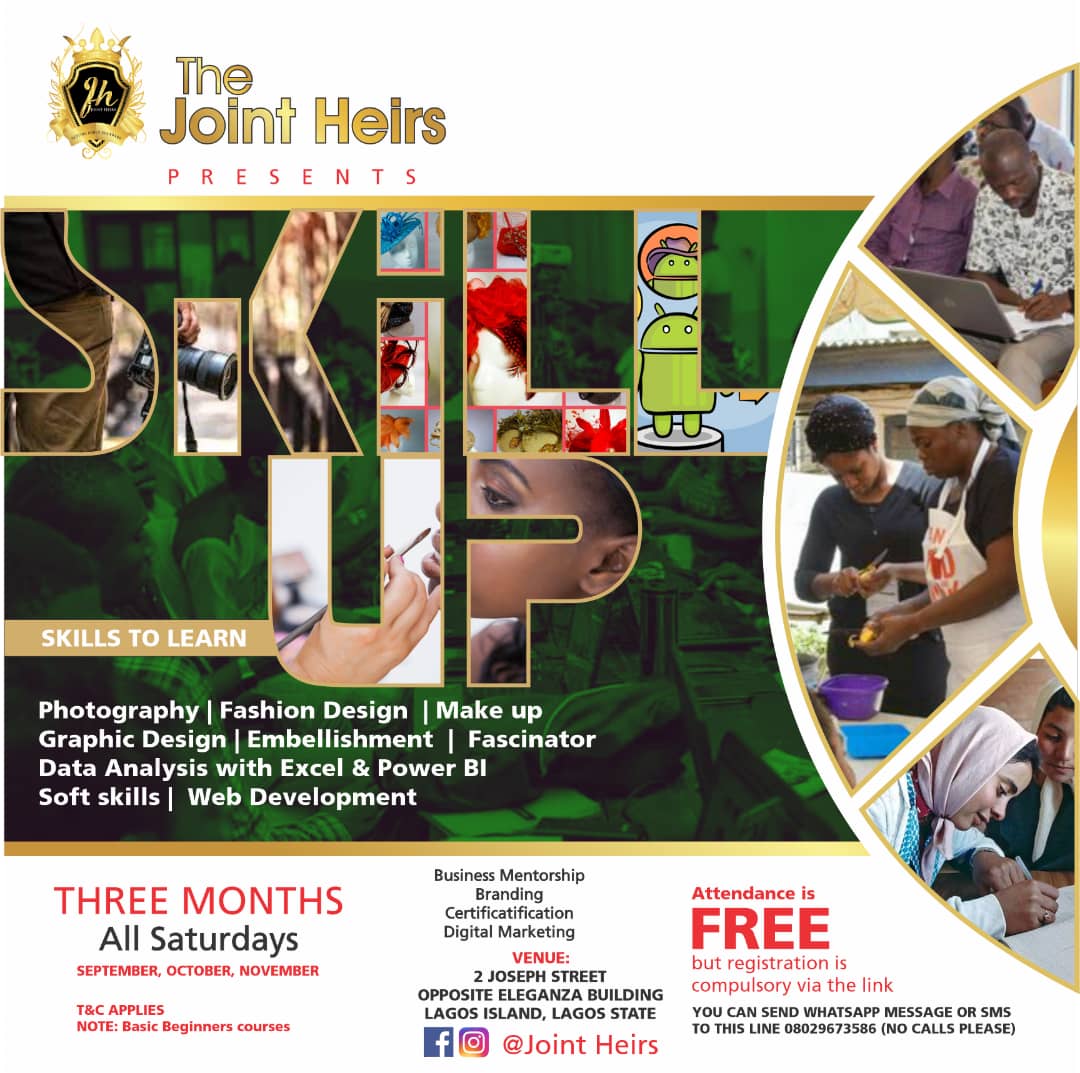 Jh
JOINT HEIRS
The
Joint Heirs
PRESENTS
SKiLL
UP
SKILLS TO LEARN
Photography | Fashion Design | Make up
Graphic Design | Embellishment | Fascinator
Data Analysis with Excel & Power BI
Soft skills | Web Development
THREE MONTHS
All Saturdays
SEPTEMBER, OCTOBER, NOVEMBER
T&C APPLIES
NOTE: Basic Beginners courses
Business Mentorship
Branding
Certificatification
Digital Marketing
VENUE:
2 JOSEPH STREET
OPPOSITE ELEGANZA BUILDING
LAGOS ISLAND, LAGOS STATE
@Joint Heirs
Attendance is
FREE
but registration is
compulsory via the link
YOU CAN SEND WHATSAPP MESSAGE OR SMS
TO THIS LINE 08029673586 (NO CALLS PLEASE)